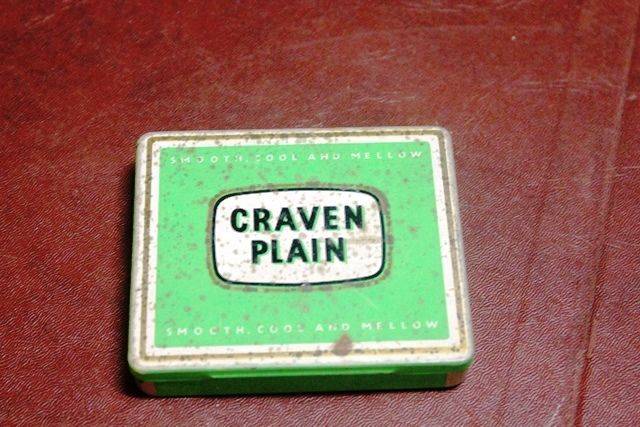 SMOOTH, COOL AND MELLOW
CRAVEN
PLAIN
SMOOTH, COOL AND MELLOW